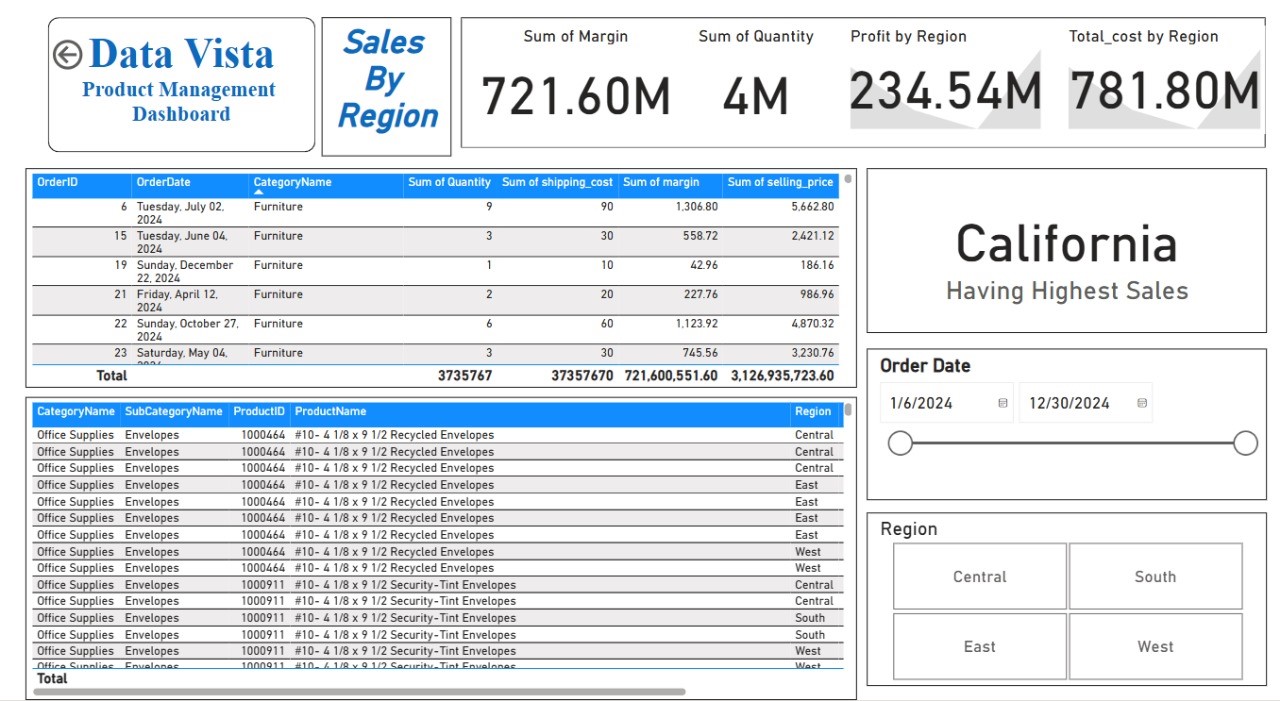 Data Vista
Product Management
Dashboard
Sales
By
Region
Sum of Margin
721.60M
Sum of Quantity
4M
Profit by Region
234.54M
Total_cost by Region
781.80M
OrderID OrderDate CategoryName Sum of Quantity Sum of shipping_cost Sum of margin Sum of selling_price
6 Tuesday, July 02, Furniture 9 90 1,306.80 5,662.80
2024
15 Tuesday, June 04, Furniture 3 30 558.72 2,421.12
2024
19 Sunday, December Furniture 1 10 42.96 186.16
22, 2024
21 Friday, April 12, Furniture 2 20 227.76 986.96
2024
22 Sunday, October 27, Furniture 6 60 1,123.92 4,870.32
2024
23 Saturday, May 04, Furniture 3 30 745.56 3,230.76
2024
Total 3735767 37357670 721,600,551.60 3,126,935,723.60
California
Having Highest Sales
Order Date
1/6/2024 12/30/2024
CategoryName SubCategoryName ProductID ProductName Region
Office Supplies Envelopes 1000464 #10- 4 1/8 x 9 1/2 Recycled Envelopes Central
Office Supplies Envelopes 1000464 #10- 4 1/8 x 9 1/2 Recycled Envelopes Central
Office Supplies Envelopes 1000464 #10- 4 1/8 x 9 1/2 Recycled Envelopes Central
Office Supplies Envelopes 1000464 #10- 4 1/8 x 9 1/2 Recycled Envelopes East
Office Supplies Envelopes 1000464 #10- 4 1/8 x 9 1/2 Recycled Envelopes East
Office Supplies Envelopes 1000464 #10- 4 1/8 x 9 1/2 Recycled Envelopes East
Office Supplies Envelopes 1000464 #10- 4 1/8 x 9 1/2 Recycled Envelopes East
Office Supplies Envelopes 1000464 #10- 4 1/8 x 9 1/2 Recycled Envelopes West
Office Supplies Envelopes 1000464 #10- 4 1/8 x 9 1/2 Recycled Envelopes West
Office Supplies Envelopes 1000911 #10- 4 1/8 x 9 1/2 Security-Tint Envelopes Central
Office Supplies Envelopes 1000911 #10- 4 1/8 x 9 1/2 Security-Tint Envelopes Central
Office Supplies Envelopes 1000911 #10- 4 1/8 x 9 1/2 Security-Tint Envelopes South
Office Supplies Envelopes 1000911 #10- 4 1/8 x 9 1/2 Security-Tint Envelopes South
Office Supplies Envelopes 1000911 #10- 4 1/8 x 9 1/2 Security-Tint Envelopes West
Office Supplies Envelopes 1000911 #10- 4 1/8 x 9 1/2 Security-Tint Envelopes West
Total
Region
Central South
East West